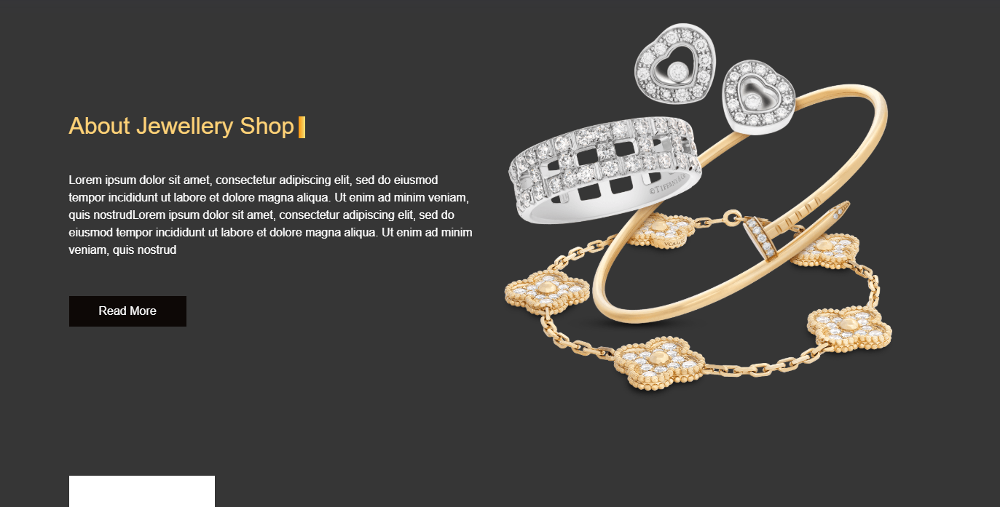 About Jewellery Shop
Lorem ipsum dolor sit amet, consectetur adipiscing elit, sed do eiusmod
tempor incididunt ut labore et dolore magna aliqua. Ut enim ad minim veniam,
quis nostrudLorem ipsum dolor sit amet, consectetur adipiscing elit, sed do
eiusmod tempor incididunt ut labore et dolore magna aliqua. Ut enim ad minim
veniam, quis nostrud
Read More
©TIFFANY&Co